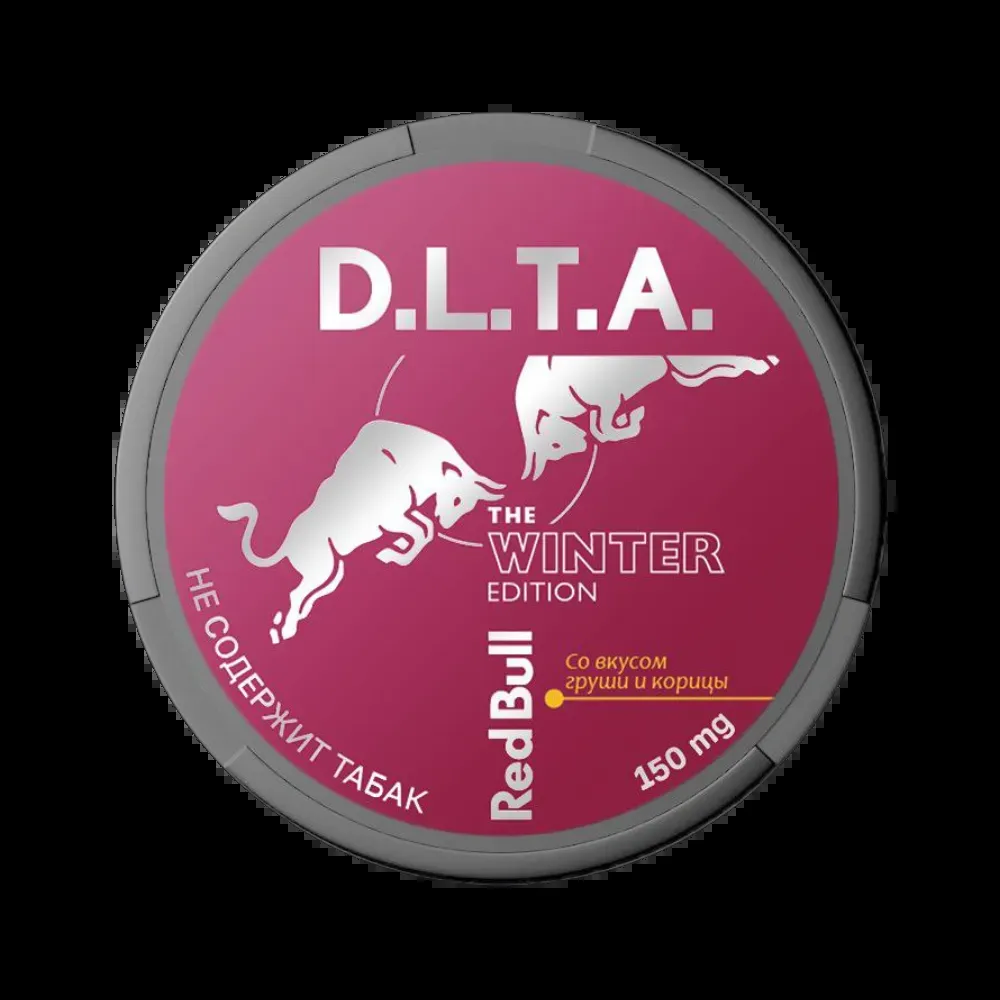 D.L.T.A.
THE
WINTER
EDITION
Red Bull
Со вкусом
груши и корицы
НЕ СОДЕРЖИТ ТАБАК
150 mg